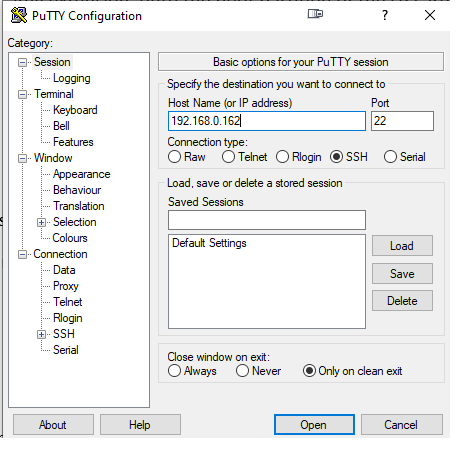 PuTTY Configuration
?
Category:
Session
Logging
Terminal
Keyboard
Bell
Features
Window
Appearance
Behaviour
Translation
Selection
Colours
Connection
Data
Proxy
Telnet
Rlogin
SSH
Serial
Basic options for your PuTTY session
Specify the destination you want to connect to
Host Name (or IP address) Port
192.168.0.162 22
Connection type:
Raw Telnet Rlogin SSH Serial
Load, save or delete a stored session
Saved Sessions
Default Settings
Load
Save
Delete
Close window on exit:
Always Never Only on clean exit
About Help Open Cancel